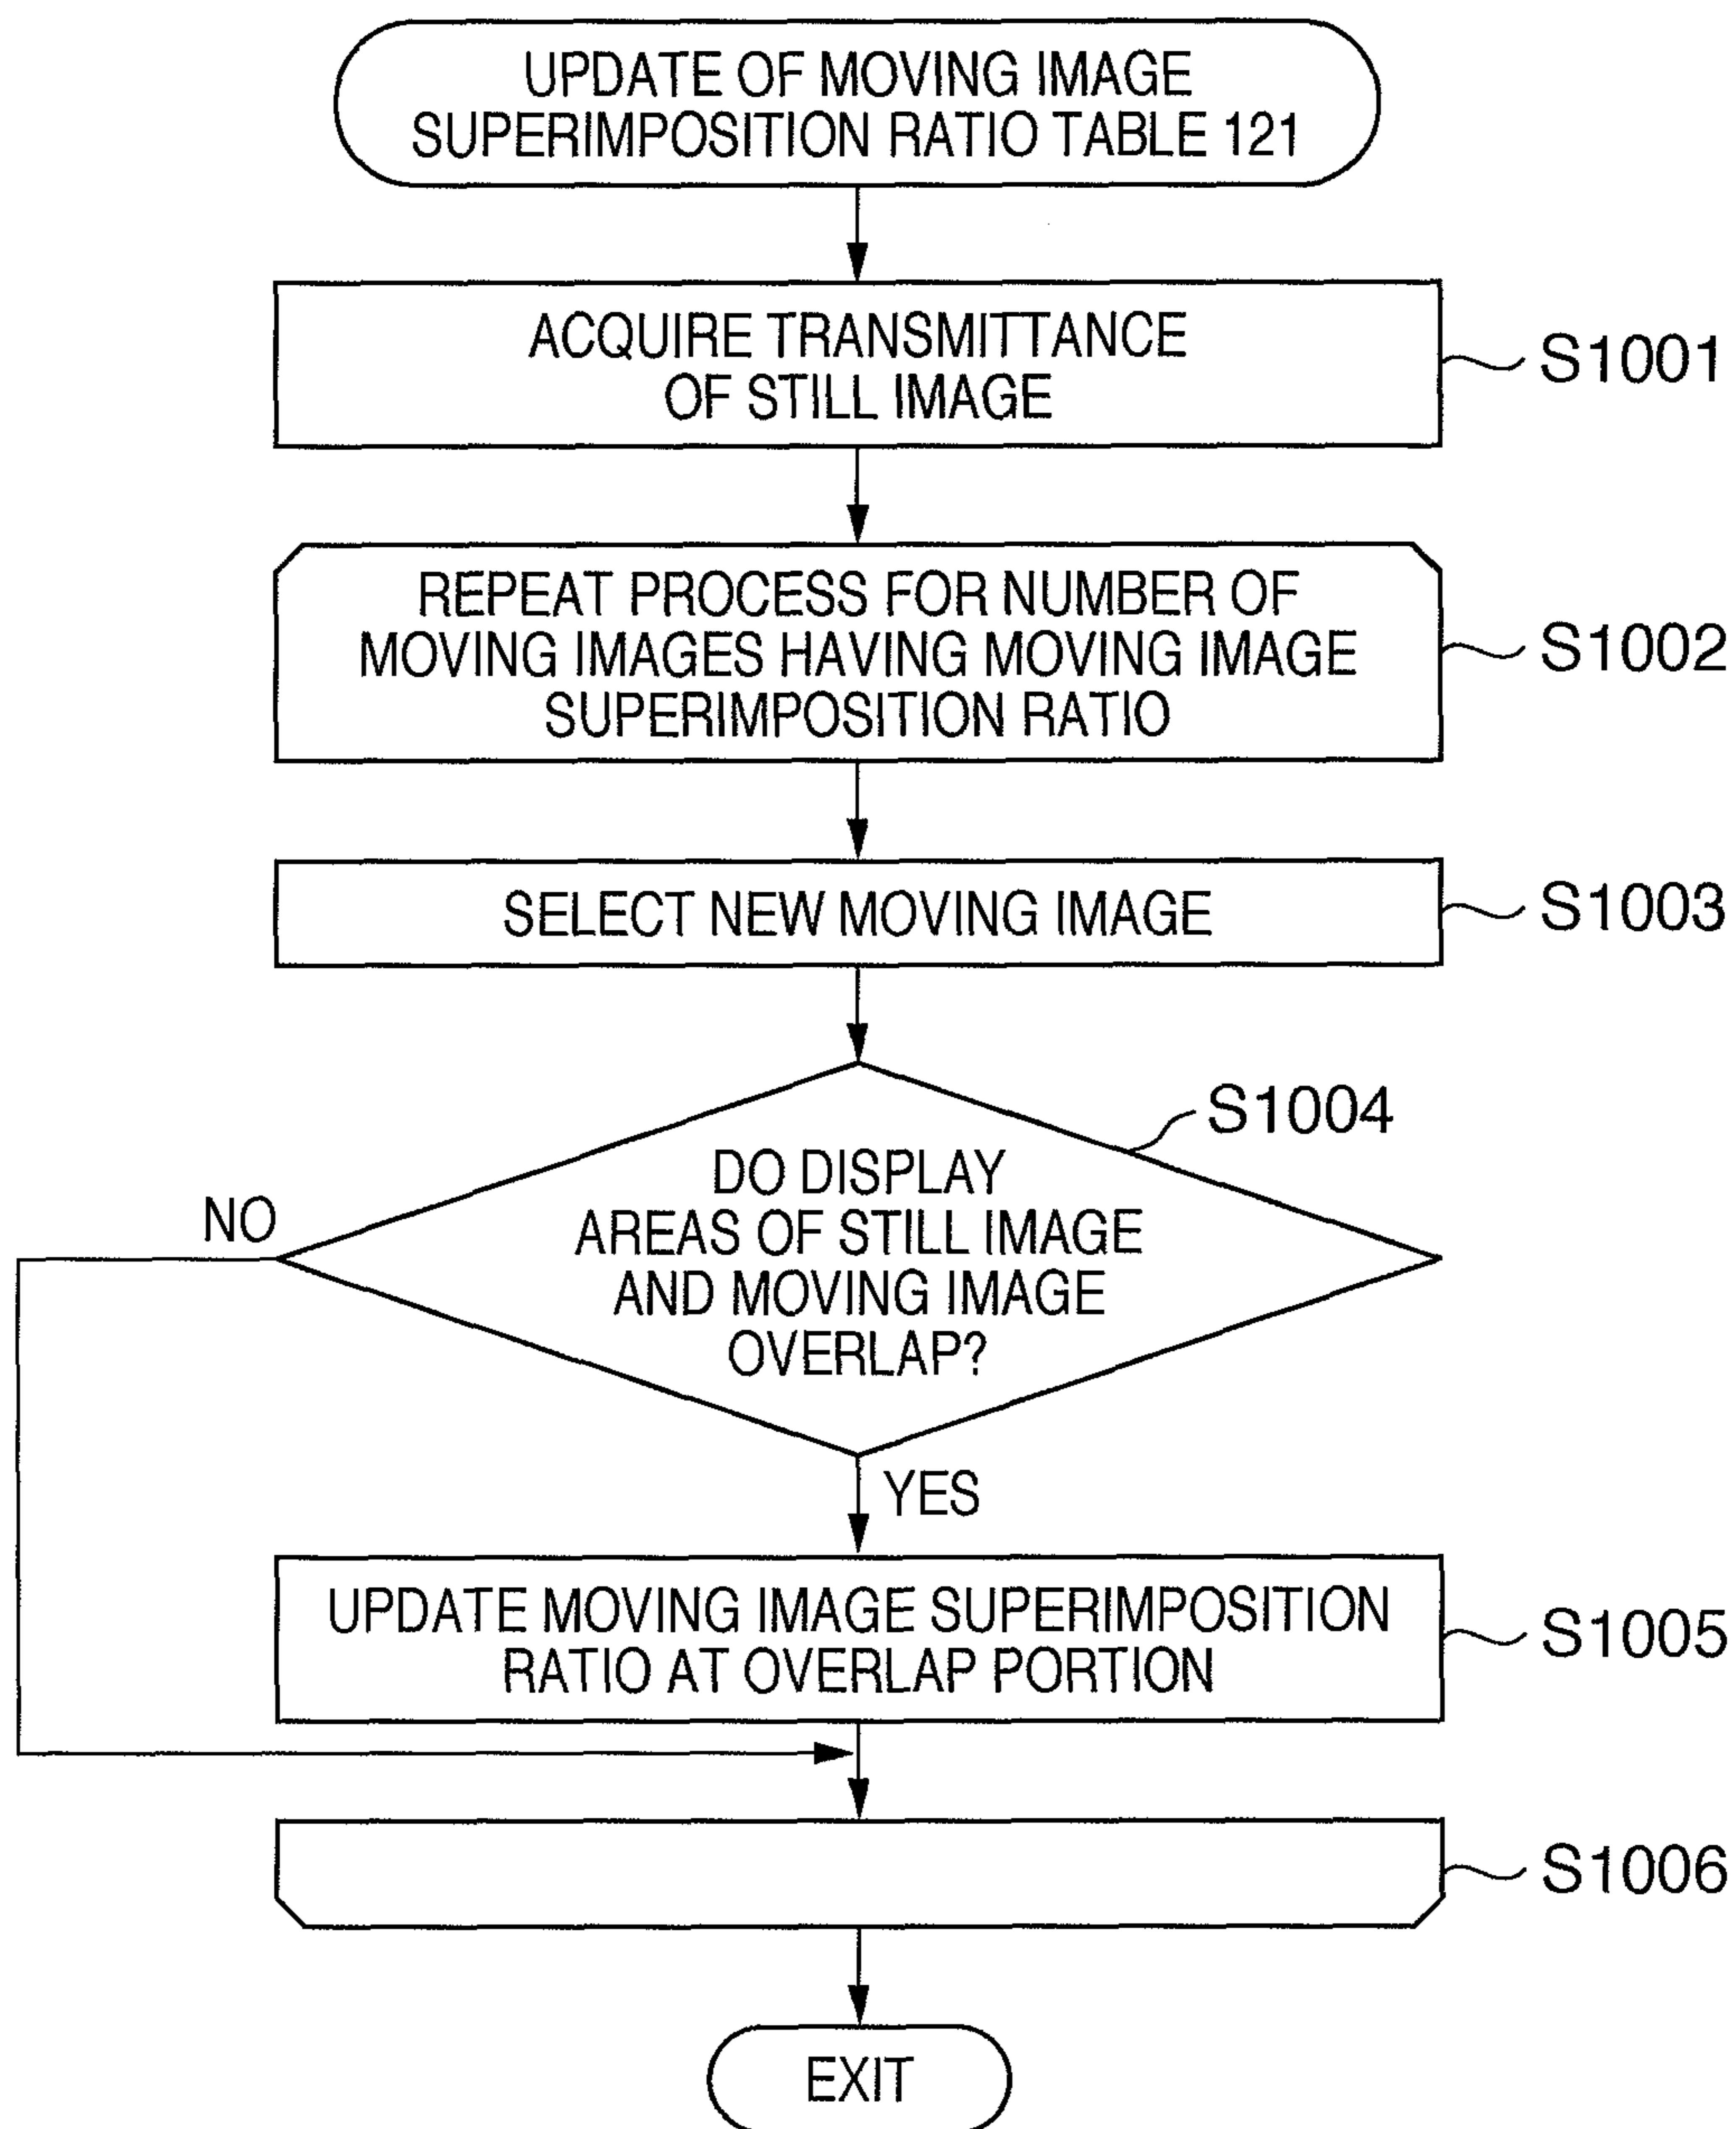 UPDATE OF MOVING IMAGE
SUPERIMPOSITION RATIO TABLE 121
ACQUIRE TRANSMITTANCE
OF STILL IMAGE
S1001
REPEAT PROCESS FOR NUMBER OF
MOVING IMAGES HAVING MOVING IMAGE
SUPERIMPOSITION RATIO
S1002
SELECT NEW MOVING IMAGE
S1003
S1004
DO DISPLAY
AREAS OF STILL IMAGE
AND MOVING IMAGE
OVERLAP?
NO
YES
UPDATE MOVING IMAGE SUPERIMPOSITION
RATIO AT OVERLAP PORTION
S1005
S1006
EXIT